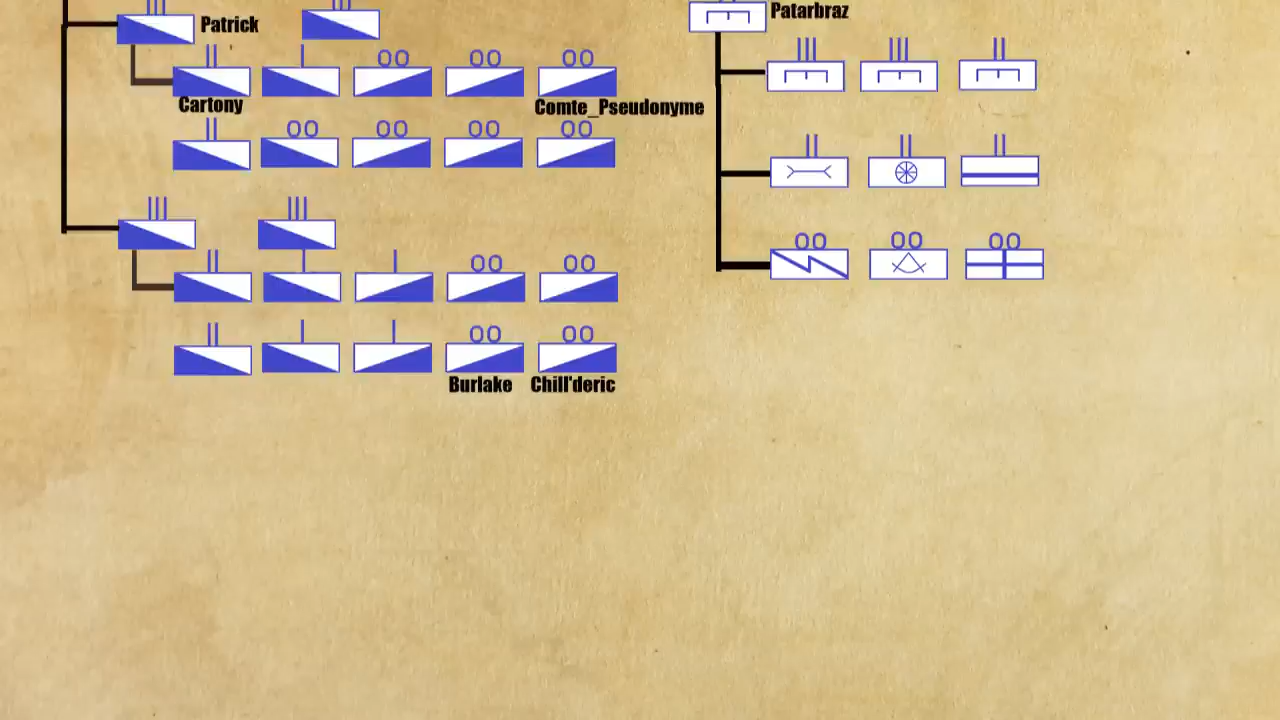 Patrick
Patarbraz
Cartony
Comte_Pseudonyme
Burlake
Chill'deric